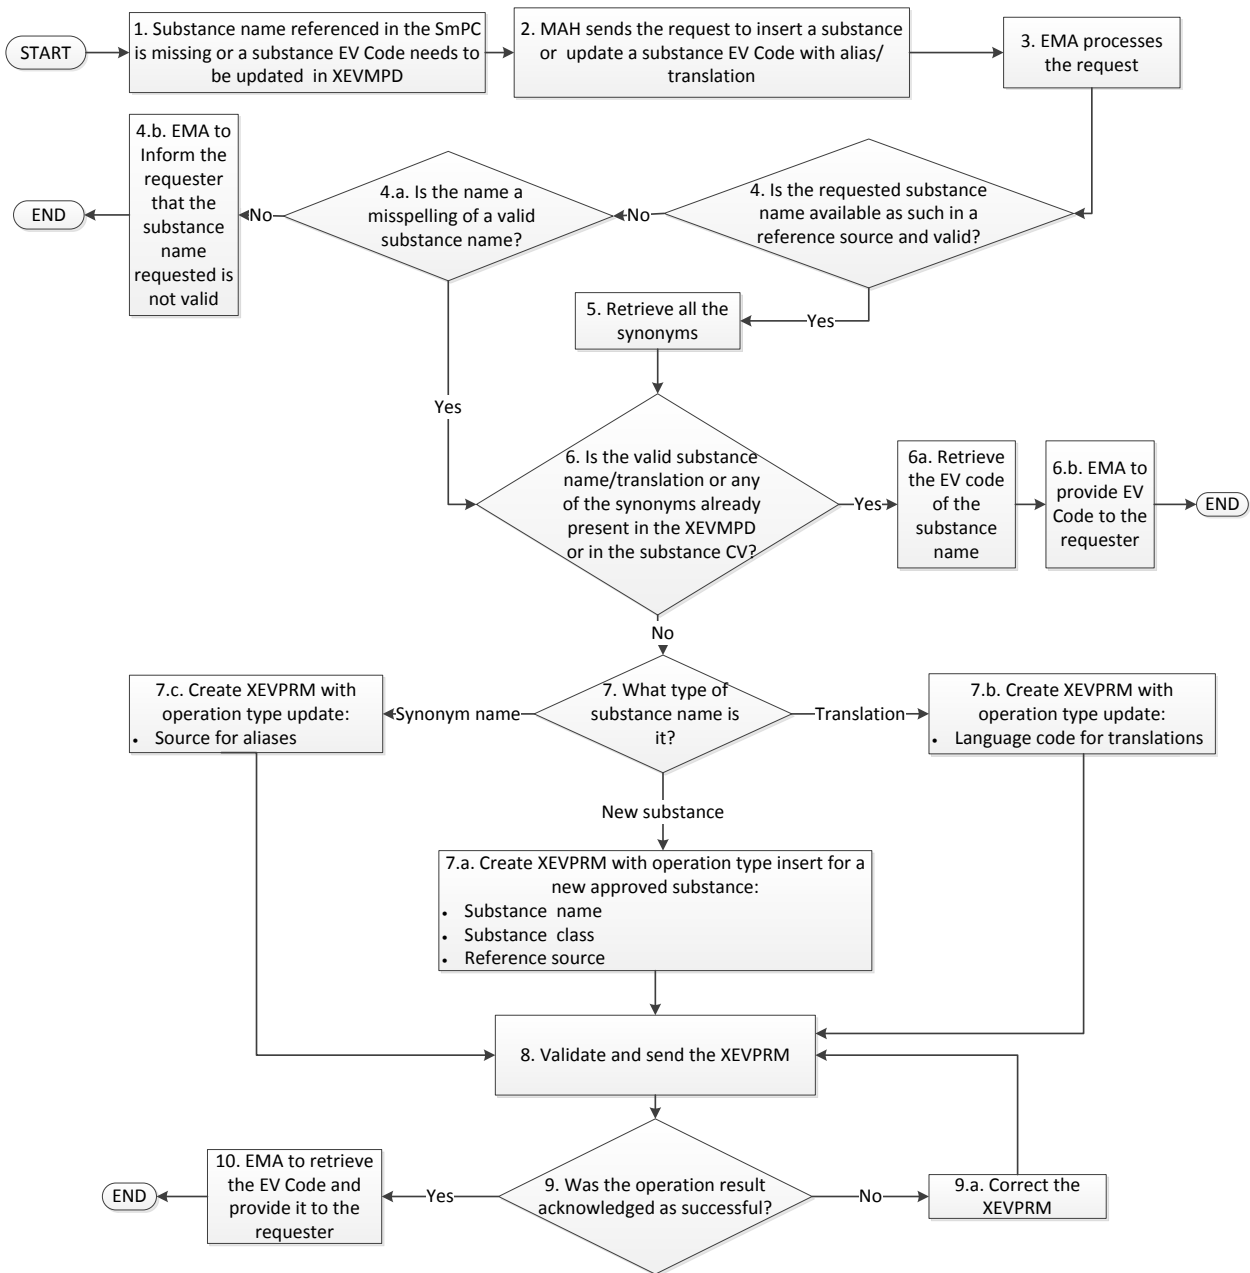 START
1. Substance name referenced in the SmPC
is missing or a substance EV Code needs to
be updated in XEVMPD
2. MAH sends the request to insert a substance
or update a substance EV Code with alias/
translation
3. EMA processes
the request
4.b. EMA to
Inform the
requester
that the
substance
name
requested is
not valid
END
No
4.a. Is the name a
misspelling of a valid
substance name?
No
4. Is the requested substance
name available as such in a
reference source and valid?
5. Retrieve all the
synonyms
Yes
Yes
6. Is the valid substance
name/translation or any
of the synonyms already
present in the XEVMPD
or in the substance CV?
Yes
6a. Retrieve
the EV code
of the
substance
name
6.b. EMA to
provide EV
Code to the
requester
END
No
7.c. Create XEVPRM with
operation type update:
• Source for aliases
Synonym name
7. What type of
substance name is
it?
Translation
7.b. Create XEVPRM with
operation type update:
• Language code for translations
New substance
7.a. Create XEVPRM with operation type insert for a
new approved substance:
• Substance name
• Substance class
• Reference source
8. Validate and send the XEVPRM
END
10. EMA to retrieve
the EV Code and
provide it to the
requester
Yes
9. Was the operation result
acknowledged as successful?
No
9.a. Correct the
XEVPRM